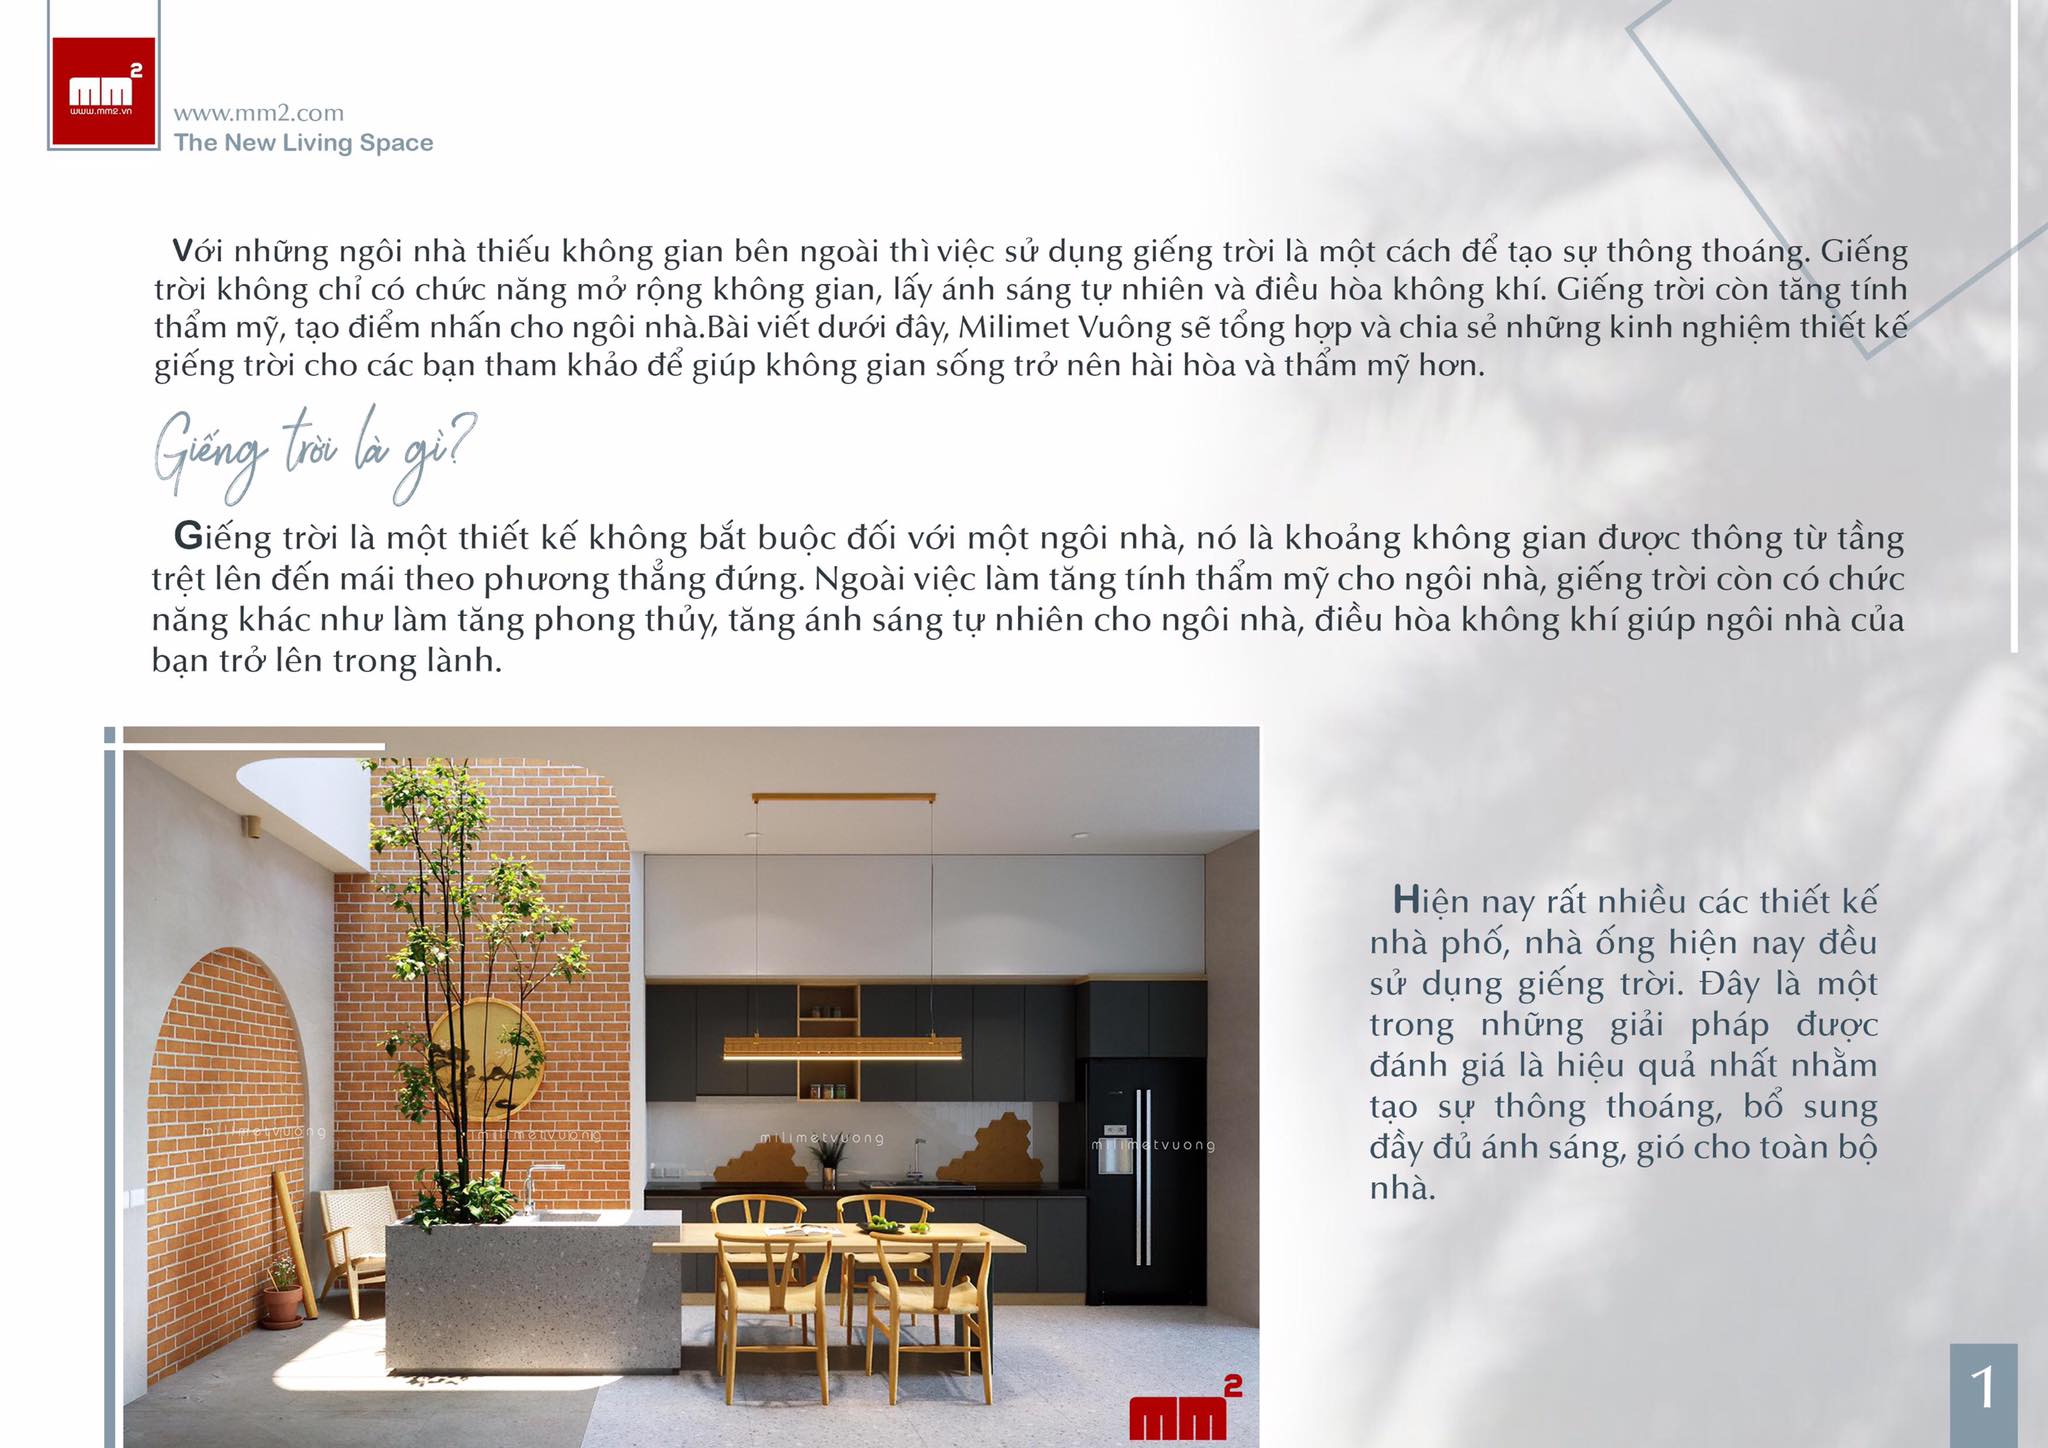 mm2
www.mm2.vn
www.mm2.com
The New Living Space
Với những ngôi nhà thiếu không gian bên ngoài thì việc sử dụng giếng trời là một cách để tạo sự thông thoáng. Giếng
trời không chỉ có chức năng mở rộng không gian, lấy ánh sáng tự nhiên và điều hòa không khí. Giếng trời còn tăng tính
thẩm mỹ, tạo điểm nhấn cho ngôi nhà.Bài viết dưới đây, Milimet Vuông sẽ tổng hợp và chia sẻ những kinh nghiệm thiết kế
giếng trời cho các bạn tham khảo để giúp không gian sống trở nên hài hòa và thẩm mỹ hơn.
Giếng trời là gì?
Giếng trời là một thiết kế không bắt buộc đối với một ngôi nhà, nó là khoảng không gian được thông từ tầng
trệt lên đến mái theo phương thẳng đứng. Ngoài việc làm tăng tính thẩm mỹ cho ngôi nhà, giếng trời còn có chức
năng khác như làm tăng phong thủy, tăng ánh sáng tự nhiên cho ngôi nhà, điều hòa không khí giúp ngôi nhà của
bạn trở lên trong lành.
milimetvuong
milimetvuong
milimetvuong
milimetvuong
mm2
Hiện nay rất nhiều các thiết kế
nhà phố, nhà ống hiện nay đều
sử dụng giếng trời. Đây là một
trong những giải pháp được
đánh giá là hiệu quả nhất nhằm
tạo sự thông thoáng, bổ sung
đầy đủ ánh sáng, gió cho toàn bộ
nhà.
1